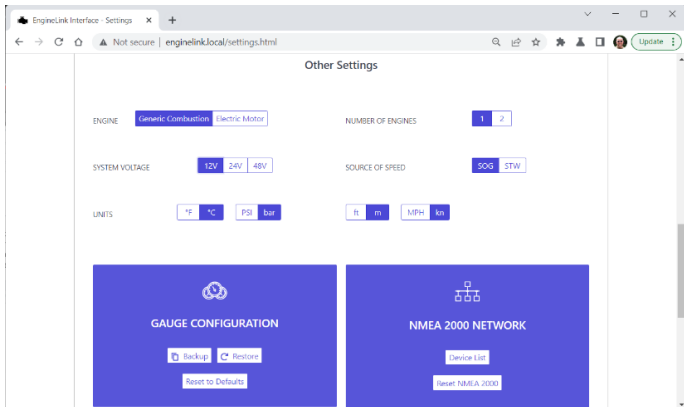 EngineLink Interface - Settings
Not secure | enginelink.local/settings.html
Update
Other Settings
ENGINE Generic Combustion Electric Motor NUMBER OF ENGINES 1 2
SYSTEM VOLTAGE 12V 24V 48V SOURCE OF SPEED SOG STW
UNITS °F °C PSI bar ft m MPH kn
GAUGE CONFIGURATION
Backup Restore
Reset to Defaults
NMEA 2000 NETWORK
Device List
Reset NMEA 2000